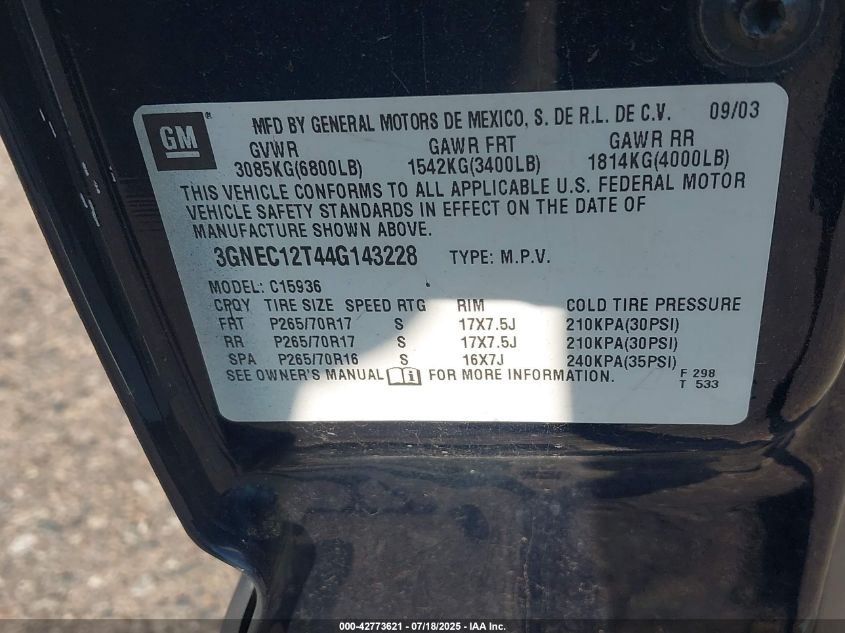 GM
MFD BY GENERAL MOTORS DE MEXICO, S. DE R.L. DE C.V. 09/03
GVWR GAWR FRT GAWR RR
3085KG(6800LB) 1542KG(3400LB) 1814KG(4000LB)
THIS VEHICLE CONFORMS TO ALL APPLICABLE U.S. FEDERAL MOTOR
VEHICLE SAFETY STANDARDS IN EFFECT ON THE DATE OF
MANUFACTURE SHOWN ABOVE.
3GNEC12T44G143228 TYPE: M.P.V.
MODEL: C15936
CRQY TIRE SIZE SPEED RTG RIM COLD TIRE PRESSURE
FRT P265/70R17 S 17X7.5J 210KPA(30PSI)
RR P265/70R17 S 17X7.5J 210KPA(30PSI)
SPA P265/70R16 S 16X7J 240KPA(35PSI)
SEE OWNER'S MANUAL FOR MORE INFORMATION.
F 298
T 533
000-42773621 / 07/18/2025 - IAA Inc.